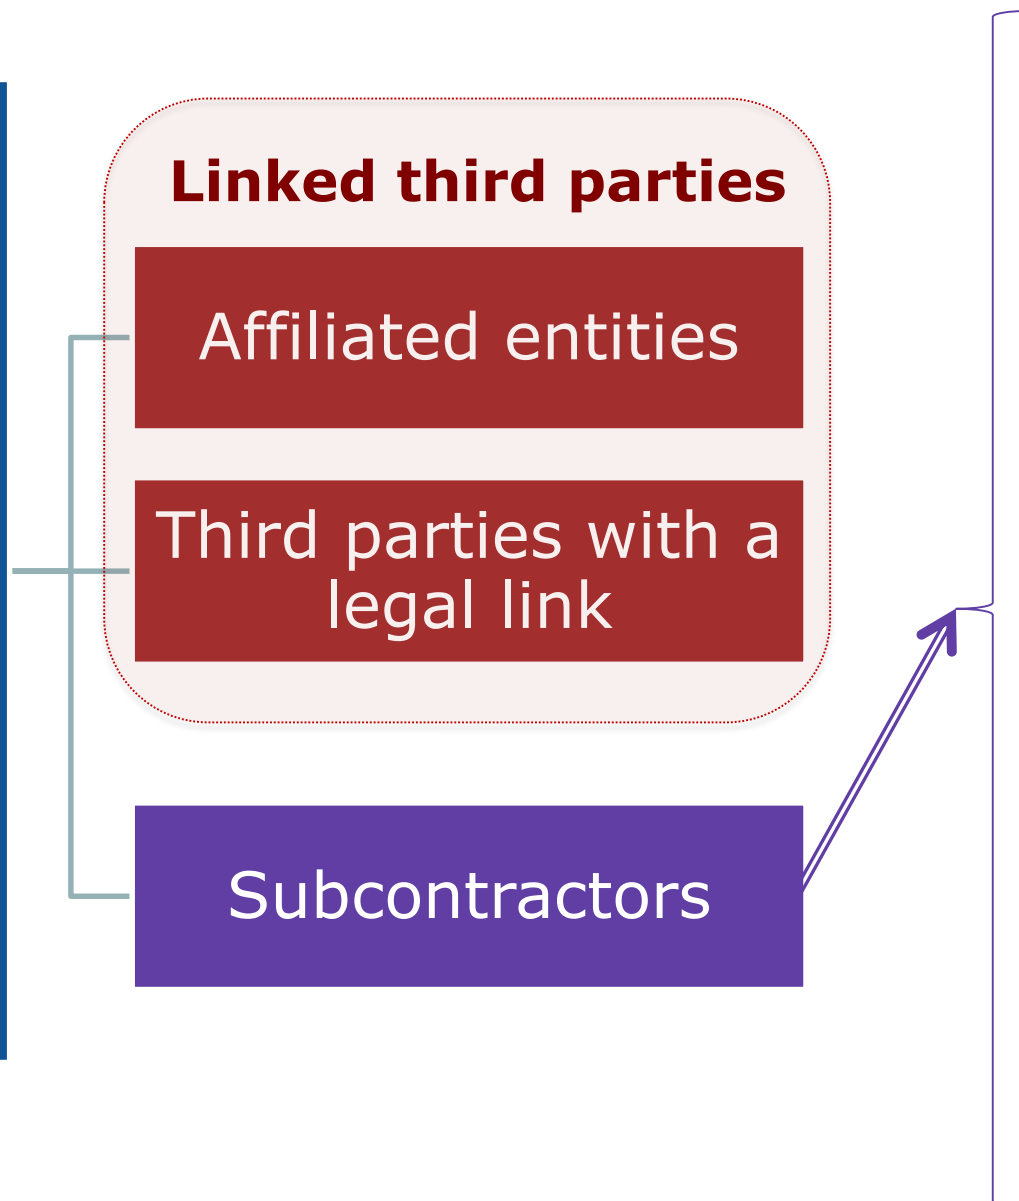 Linked third parties
Affiliated entities
Third parties with a
legal link
Subcontractors